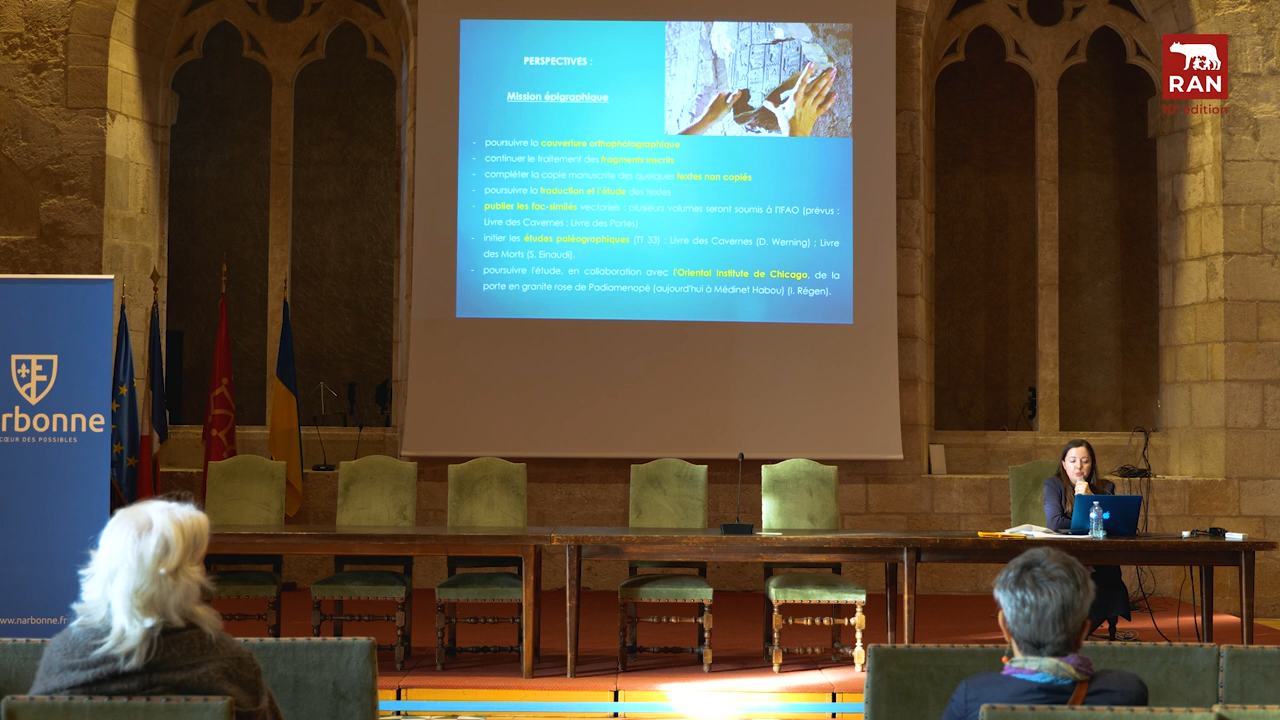 PERSPECTIVES :
Mission épigraphique
- poursuivre la couverture orthophotographique
- continuer le traitement des fragments inscrits
- compléter la copie manuscrite des quelques textes non copiés
- poursuivre la traduction et l'étude des textes
- publier les fac-similés vectoriels : plusieurs volumes seront soumis à l'IFAO (prévus :
Livre des Cavernes ; Livre des Portes)
- initier les études paléographiques (TT 33) : Livre des Cavernes (D. Werning) ; Livre
des Morts (S. Einaudi).
- poursuivre l'étude, en collaboration avec l'Oriental Institute de Chicago, de la
porte en granite rose de Padiamenopé (aujourd'hui à Médinet Habou) (I. Régen).
RAN
edition
rbonne
CŒUR DES POSSIBLES
www.narbonne.fr